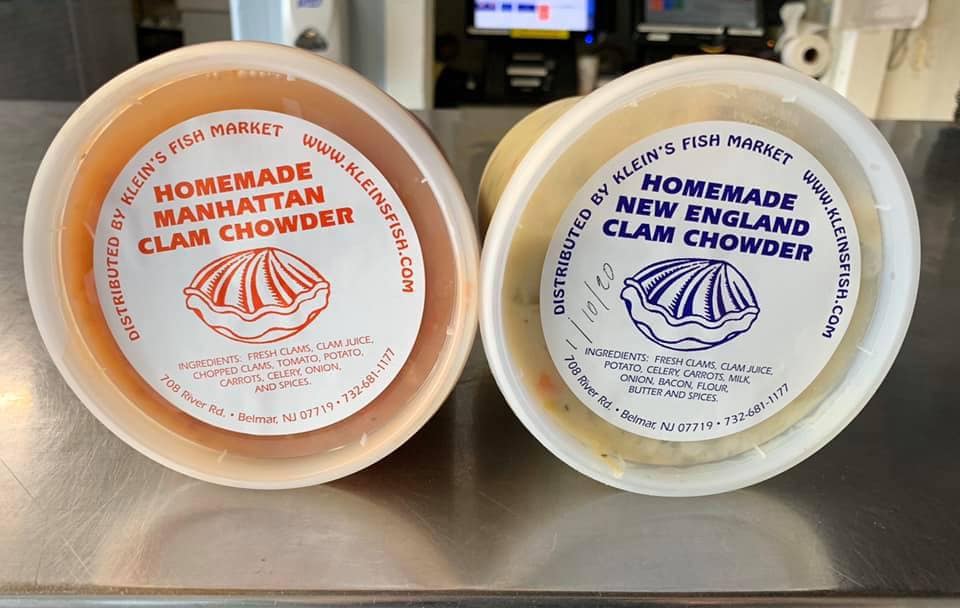 DISTRIBUTED BY KLEIN'S FISH MARKET WWW.KLEINSFISH.COM
HOMEMADE
MANHATTAN
CLAM CHOWDER
INGREDIENTS: FRESH CLAMS, CLAM JUICE,
CHOPPED CLAMS, TOMATO, POTATO,
CARROTS, CELERY, ONION,
AND SPICES.
708 River Rd. • Belmar, NJ 07719 • 732-681-1177
DISTRIBUTED BY KLEIN'S FISH MARKET WWW.KLEINSFISH.COM
HOMEMADE
NEW ENGLAND
CLAM CHOWDER
1/10/20
INGREDIENTS: FRESH CLAMS, CLAM JUICE,
POTATO, CELERY, CARROTS, MILK,
ONION, BACON, FLOUR,
BUTTER AND SPICES.
708 River Rd. • Belmar, NJ 07719 • 732-681-1177